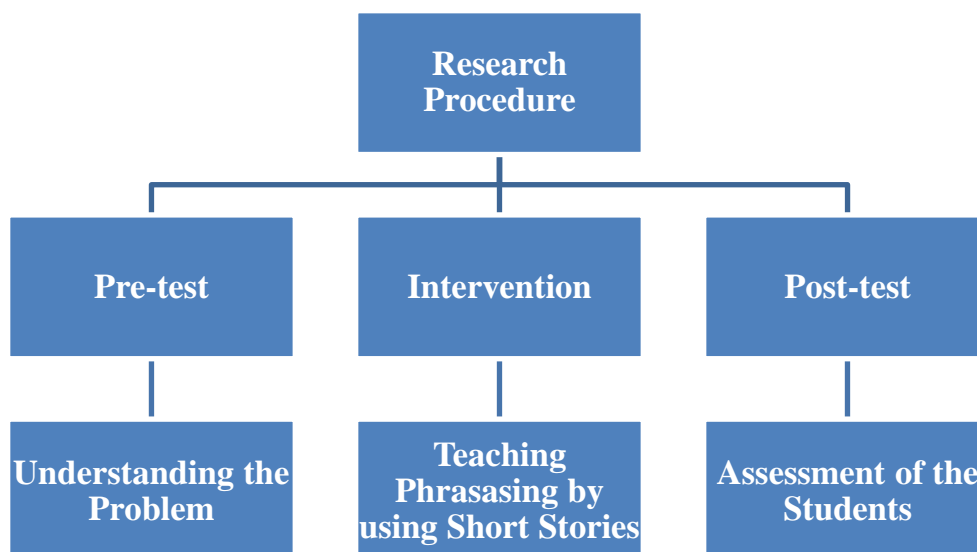 Research
Procedure
Pre-test
Intervention
Post-test
Understanding the
Problem
Teaching
Phrasasing by
using Short Stories
Assessment of the
Students